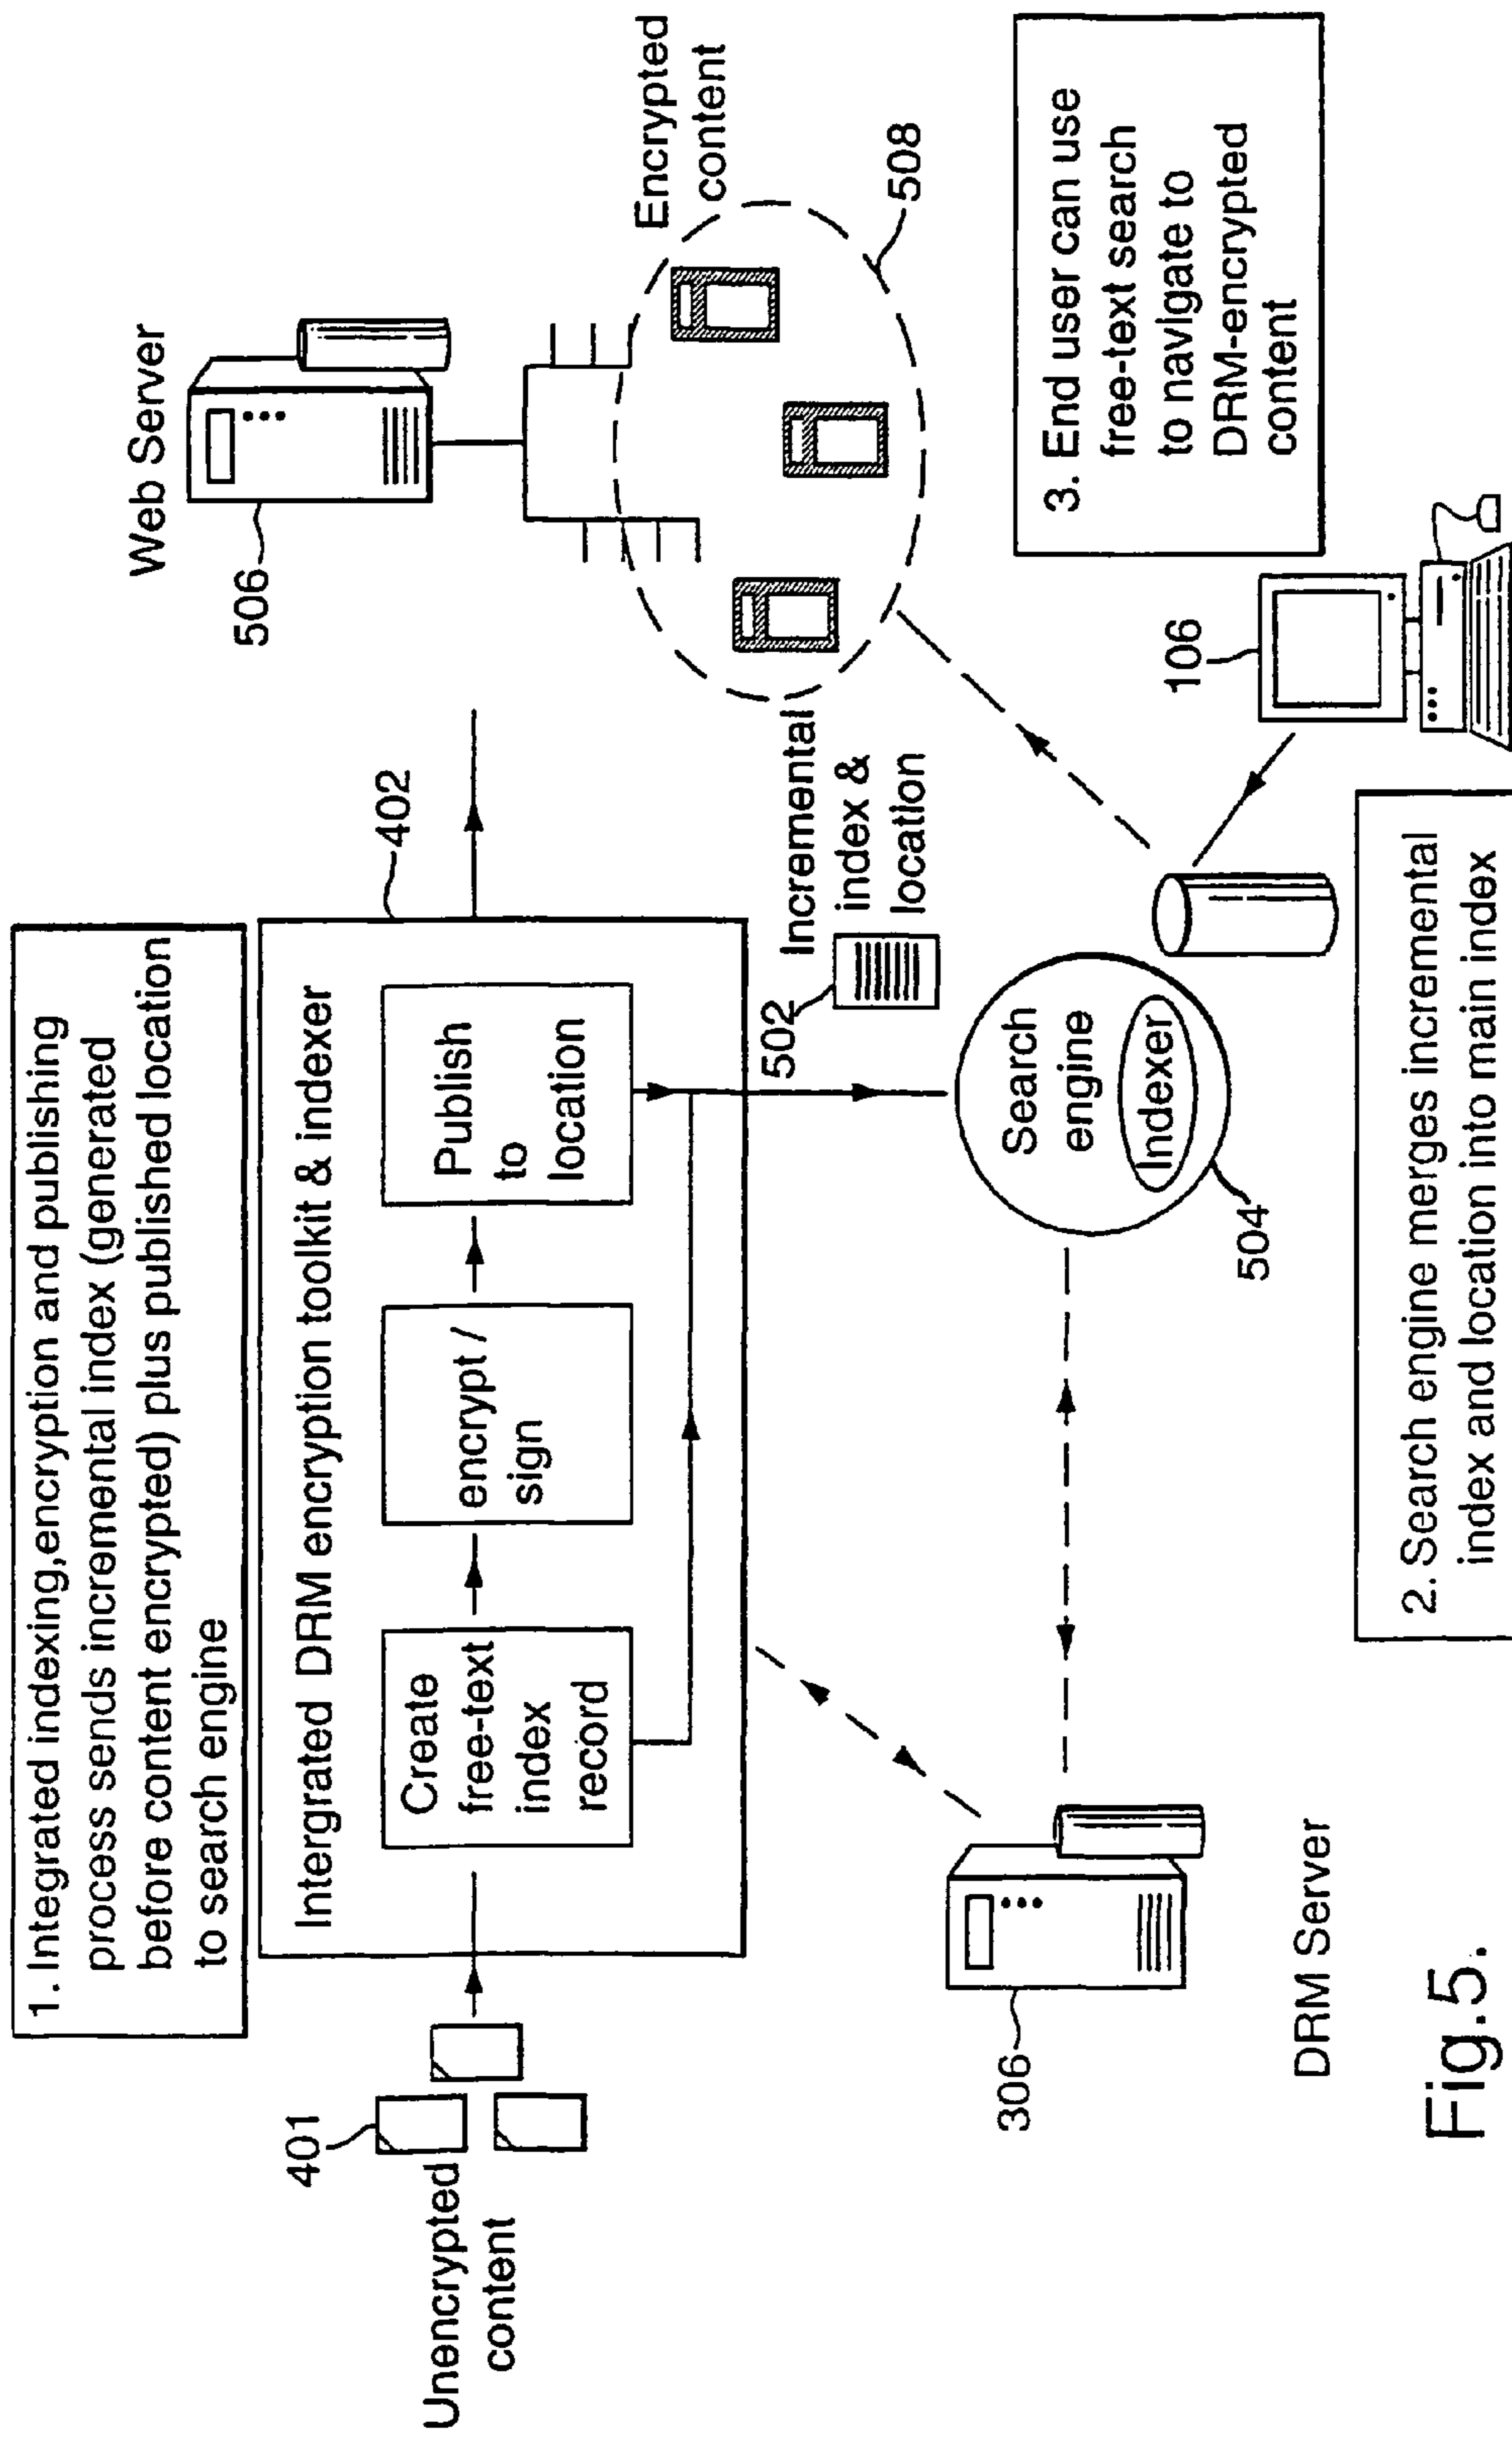 1. Integrated indexing,encryption and publishing
process sends incremental index (generated
before content encrypted) plus published location
to search engine
Intergrated DRM encryption toolkit & indexer
402
401
Unencrypted
content
Create
free-text
index
record
encrypt /
sign
Publish
to
location
Web Server
506
Encrypted
content
508
502
Incremental
index &
location
Search
engine
Indexer
504
306
DRM Server
106
2. Search engine merges incremental
index and location into main index
3. End user can use
free-text search
to navigate to
DRM-encrypted
content
Fig.5.